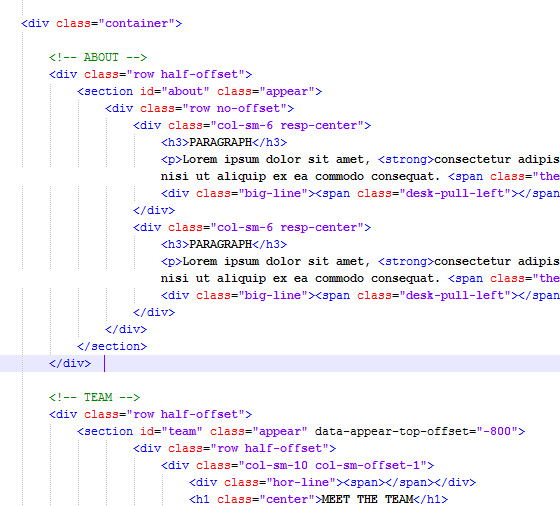 <div class="container">
<!-- ABOUT -->
<div class="row half-offset">
<section id="about" class="appear">
<div class="row no-offset">
<div class="col-sm-6 resp-center">
<h3>PARAGRAPH</h3>
<p>Lorem ipsum dolor sit amet, <strong>consectetur adipis
nisi ut aliquip ex ea commodo consequat. <span class="the
<div class="big-line"><span class="desk-pull-left"></span
</div>
<div class="col-sm-6 resp-center">
<h3>PARAGRAPH</h3>
<p>Lorem ipsum dolor sit amet, <strong>consectetur adipis
nisi ut aliquip ex ea commodo consequat. <span class="the
<div class="big-line"><span class="desk-pull-left"></span
</div>
</div>
</section>
</div>
<!-- TEAM -->
<div class="row half-offset">
<section id="team" class="appear" data-appear-top-offset="-800">
<div class="row half-offset">
<div class="col-sm-10 col-sm-offset-1">
<div class="hor-line"><span></span></div>
<h1 class="center">MEET THE TEAM</h1>